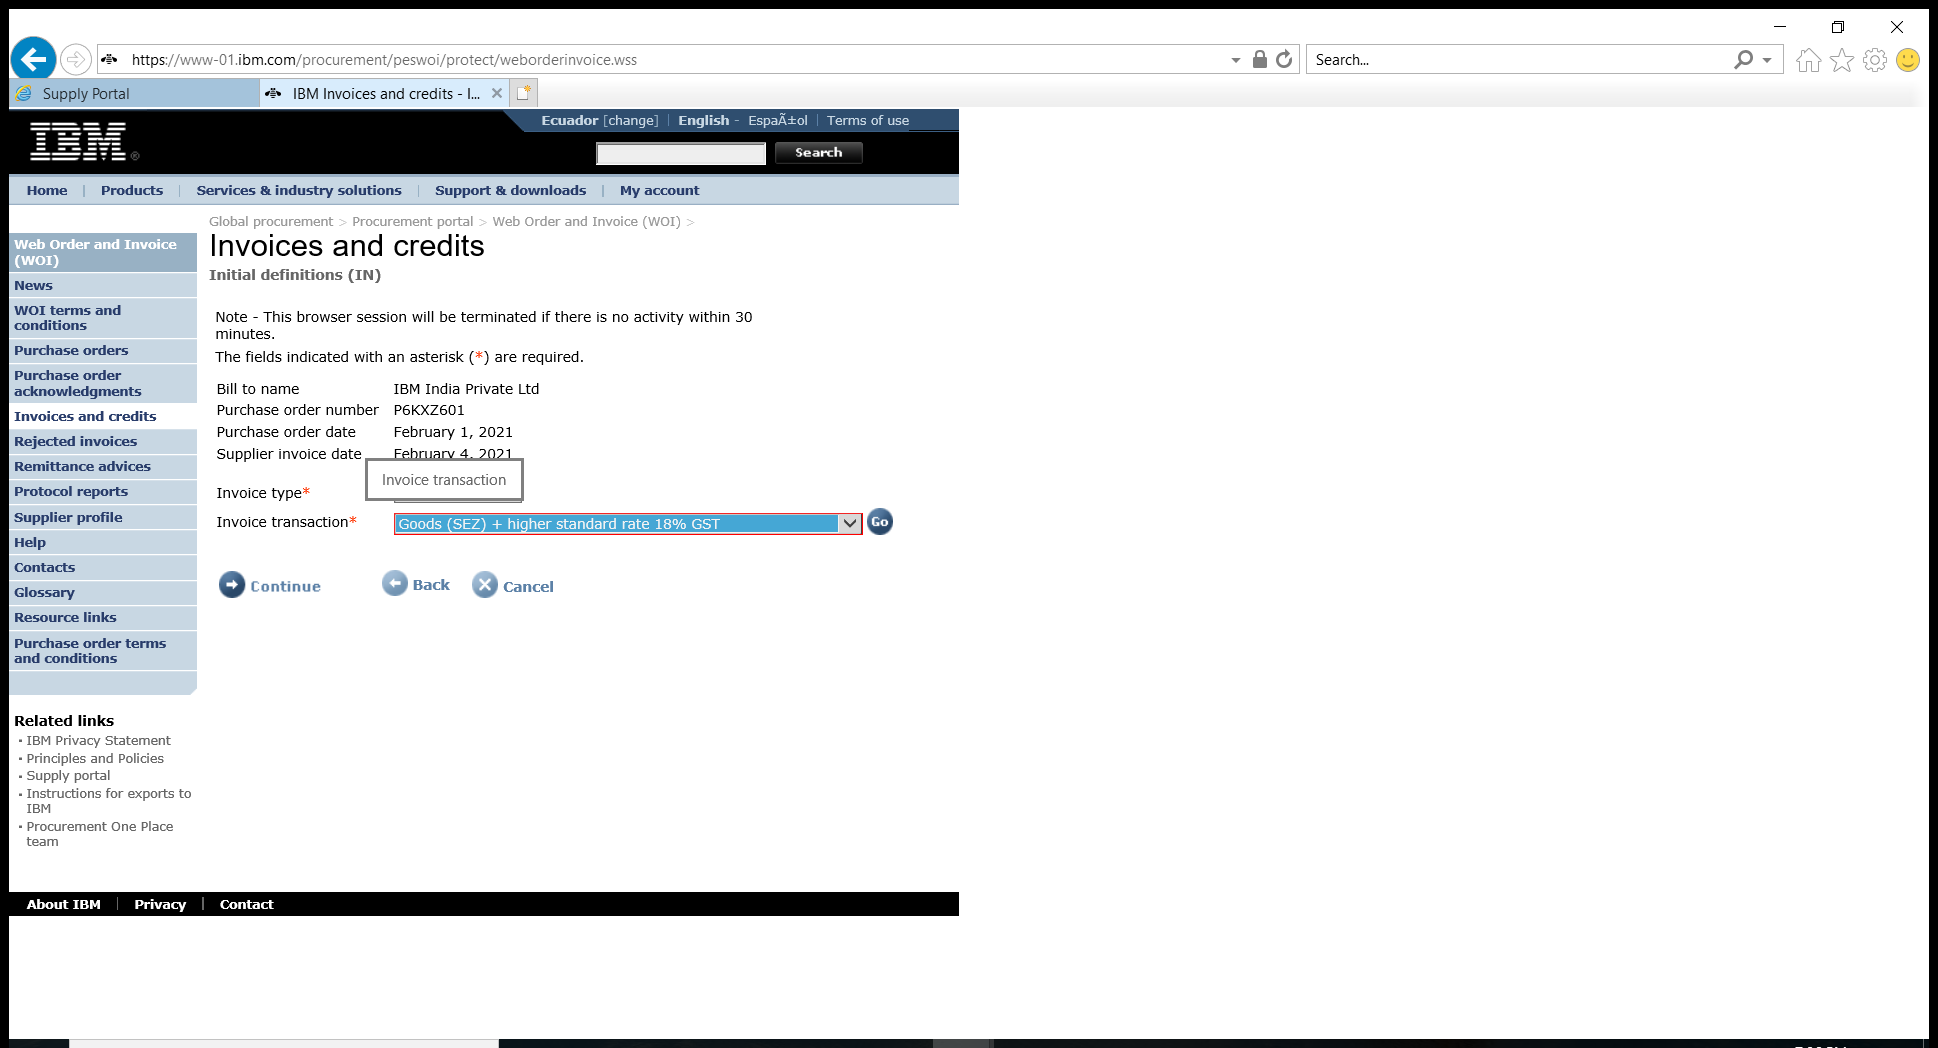 https://www-01.ibm.com/procurement/peswoi/protect/weborderinvoice.wss
Search...
Supply Portal
IBM Invoices and credits - I...
Ecuador [change] | English - EspaÃ±ol | Terms of use
IBM®
Search
Home | Products | Services & industry solutions | Support & downloads | My account
Global procurement > Procurement portal > Web Order and Invoice (WOI) >
Invoices and credits
Initial definitions (IN)
Web Order and Invoice
(WOI)
News
WOI terms and
conditions
Purchase orders
Purchase order
acknowledgments
Invoices and credits
Rejected invoices
Remittance advices
Protocol reports
Supplier profile
Help
Contacts
Glossary
Resource links
Purchase order terms
and conditions
Note - This browser session will be terminated if there is no activity within 30
minutes.
The fields indicated with an asterisk (*) are required.
Bill to name IBM India Private Ltd
Purchase order number P6KXZ601
Purchase order date February 1, 2021
Supplier invoice date February 4, 2021
Invoice transaction
Invoice type*
Invoice transaction* Goods (SEZ) + higher standard rate 18% GST Go
Continue Back Cancel
Related links
IBM Privacy Statement
Principles and Policies
Supply portal
Instructions for exports to
IBM
Procurement One Place
team
About IBM | Privacy | Contact